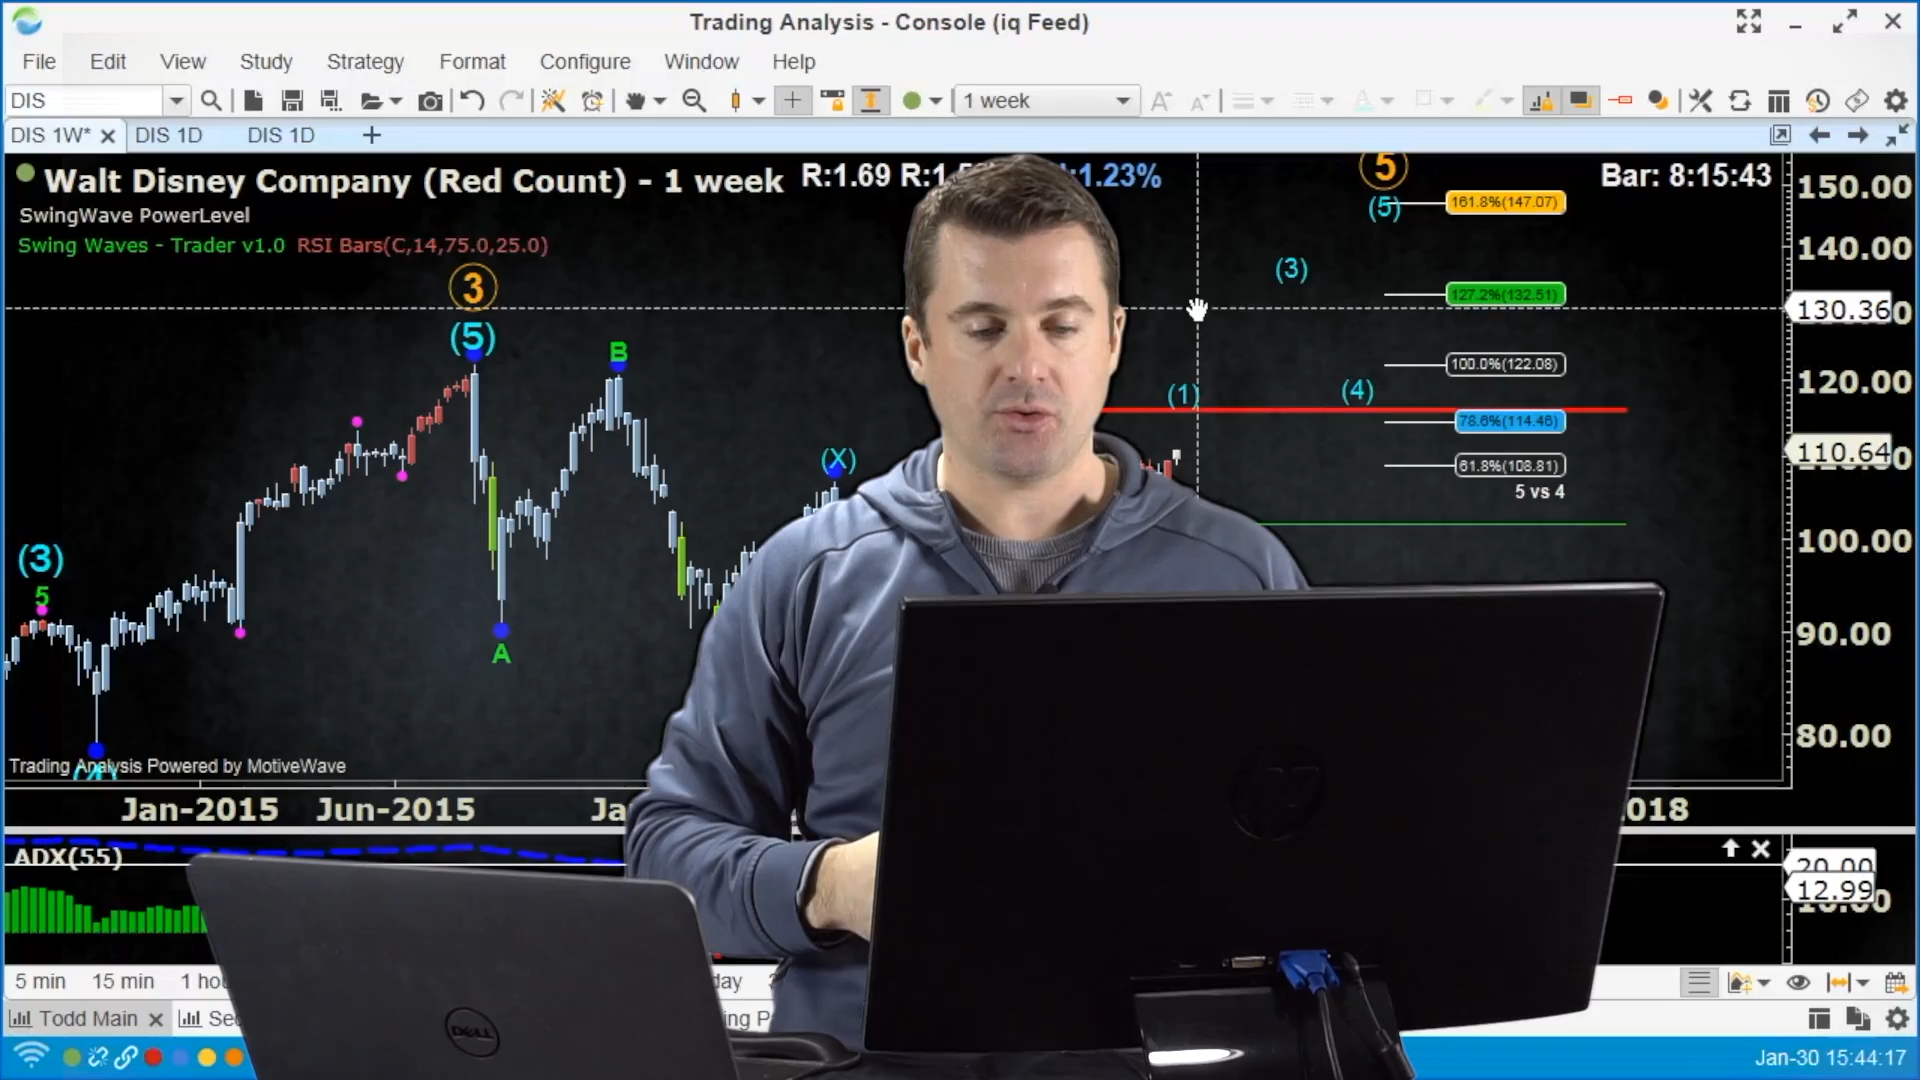 Trading Analysis - Console (iq Feed)
File Edit View Study Strategy Format Configure Window Help
DIS
1 week
DIS 1W* DIS 1D DIS 1D
Walt Disney Company (Red Count) - 1 week R:1.69 1.23% Bar: 8:15:43
SwingWave PowerLevel
Swing Waves - Trader v1.0 RSI Bars(C,14,75.0,25.0)
5
(5)
161.8%(147.07)
150.00
140.00
3
(3)
127.2%(132.51)
130.36
(5)
B
100.0%(122.08)
120.00
(1)
(4)
78.6%(114.46)
(X)
110.64
61.8%(108.81)
5 vs 4
100.00
(3)
5
90.00
A
80.00
Trading Analysis Powered by MotiveWave
Jan-2015 Jun-2015
ADX(55)
20.00
12.99
5 min 15 min
Todd Main
DELL
hp
Jan-30 15:44:17